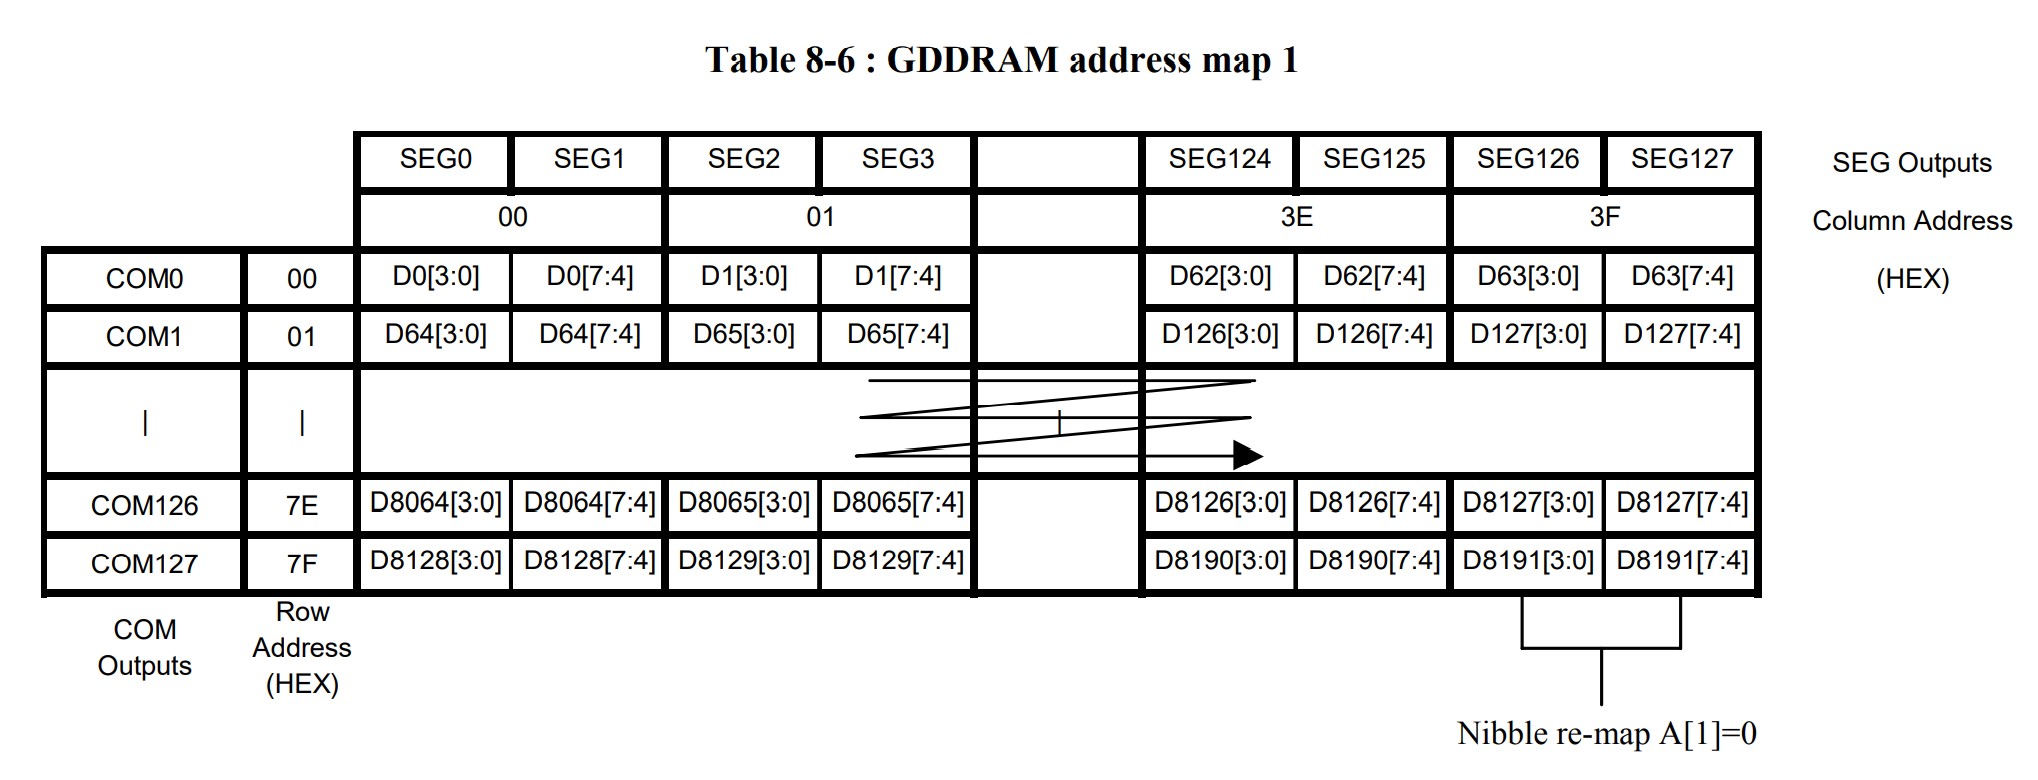 Table 8-6 : GDDRAM address map 1
SEG0 SEG1 SEG2 SEG3 SEG124 SEG125 SEG126 SEG127 SEG Outputs
00 01 3E 3F Column Address
(HEX)
COM0 00 D0[3:0] D0[7:4] D1[3:0] D1[7:4] D62[3:0] D62[7:4] D63[3:0] D63[7:4]
COM1 01 D64[3:0] D64[7:4] D65[3:0] D65[7:4] D126[3:0] D126[7:4] D127[3:0] D127[7:4]
| | |
COM126 7E D8064[3:0] D8064[7:4] D8065[3:0] D8065[7:4] D8126[3:0] D8126[7:4] D8127[3:0] D8127[7:4]
COM127 7F D8128[3:0] D8128[7:4] D8129[3:0] D8129[7:4] D8190[3:0] D8190[7:4] D8191[3:0] D8191[7:4]
COM
Outputs
Row
Address
(HEX)
Nibble re-map A[1]=0